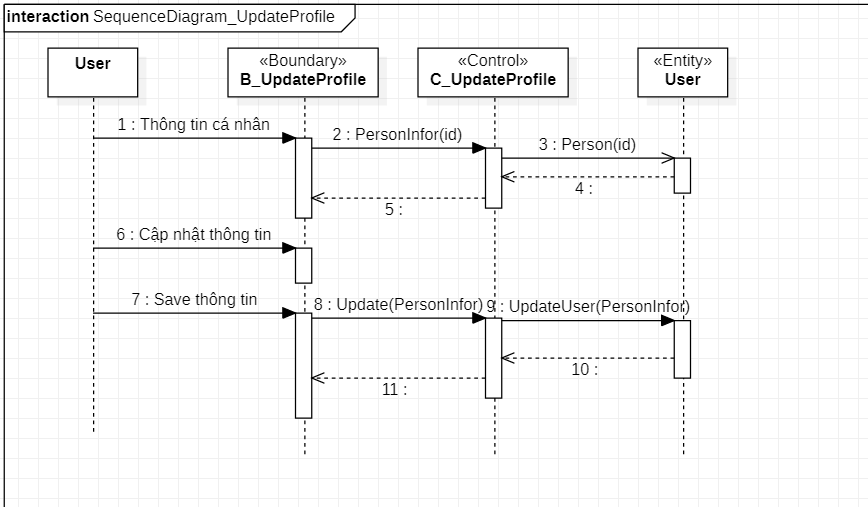 interaction SequenceDiagram_UpdateProfile
User
«Boundary»
B_UpdateProfile
«Control»
C_UpdateProfile
«Entity»
User
1 : Thông tin cá nhân
2 : PersonInfor(id)
3 : Person(id)
4 :
5 :
6 : Cập nhật thông tin
7 : Save thông tin
8 : Update(PersonInfor)
9 : UpdateUser(PersonInfor)
10 :
11 :